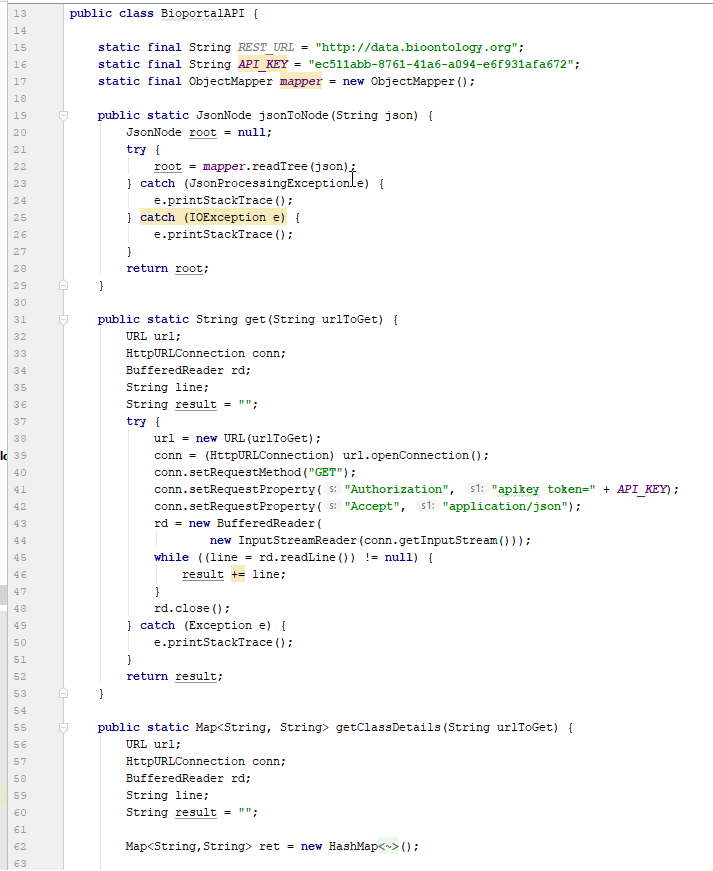 13 public class BioportalAPI {
14
15 static final String REST_URL = "http://data.bioontology.org";
16 static final String API_KEY = "ec511abb-8761-41a6-a094-e6f931afa672";
17 static final ObjectMapper mapper = new ObjectMapper();
18
19 public static JsonNode jsonToNode(String json) {
20 JsonNode root = null;
21 try {
22 root = mapper.readTree(json);
23 } catch (JsonProcessingException e) {
24 e.printStackTrace();
25 } catch (IOException e) {
26 e.printStackTrace();
27 }
28 return root;
29 }
30
31 public static String get(String urlToGet) {
32 URL url;
33 HttpURLConnection conn;
34 BufferedReader rd;
35 String line;
36 String result = "";
37 try {
38 url = new URL(urlToGet);
39 conn = (HttpURLConnection) url.openConnection();
40 conn.setRequestMethod("GET");
41 conn.setRequestProperty( s: "Authorization", s1: "apikey token=" + API_KEY);
42 conn.setRequestProperty( s: "Accept", s1: "application/json");
43 rd = new BufferedReader(
44 new InputStreamReader(conn.getInputStream()));
45 while ((line = rd.readLine()) != null) {
46 result += line;
47 }
48 rd.close();
49 } catch (Exception e) {
50 e.printStackTrace();
51 }
52 return result;
53 }
54
55 public static Map<String, String> getClassDetails(String urlToGet) {
56 URL url;
57 HttpURLConnection conn;
58 BufferedReader rd;
59 String line;
60 String result = "";
61
62 Map<String,String> ret = new HashMap<~>();
63